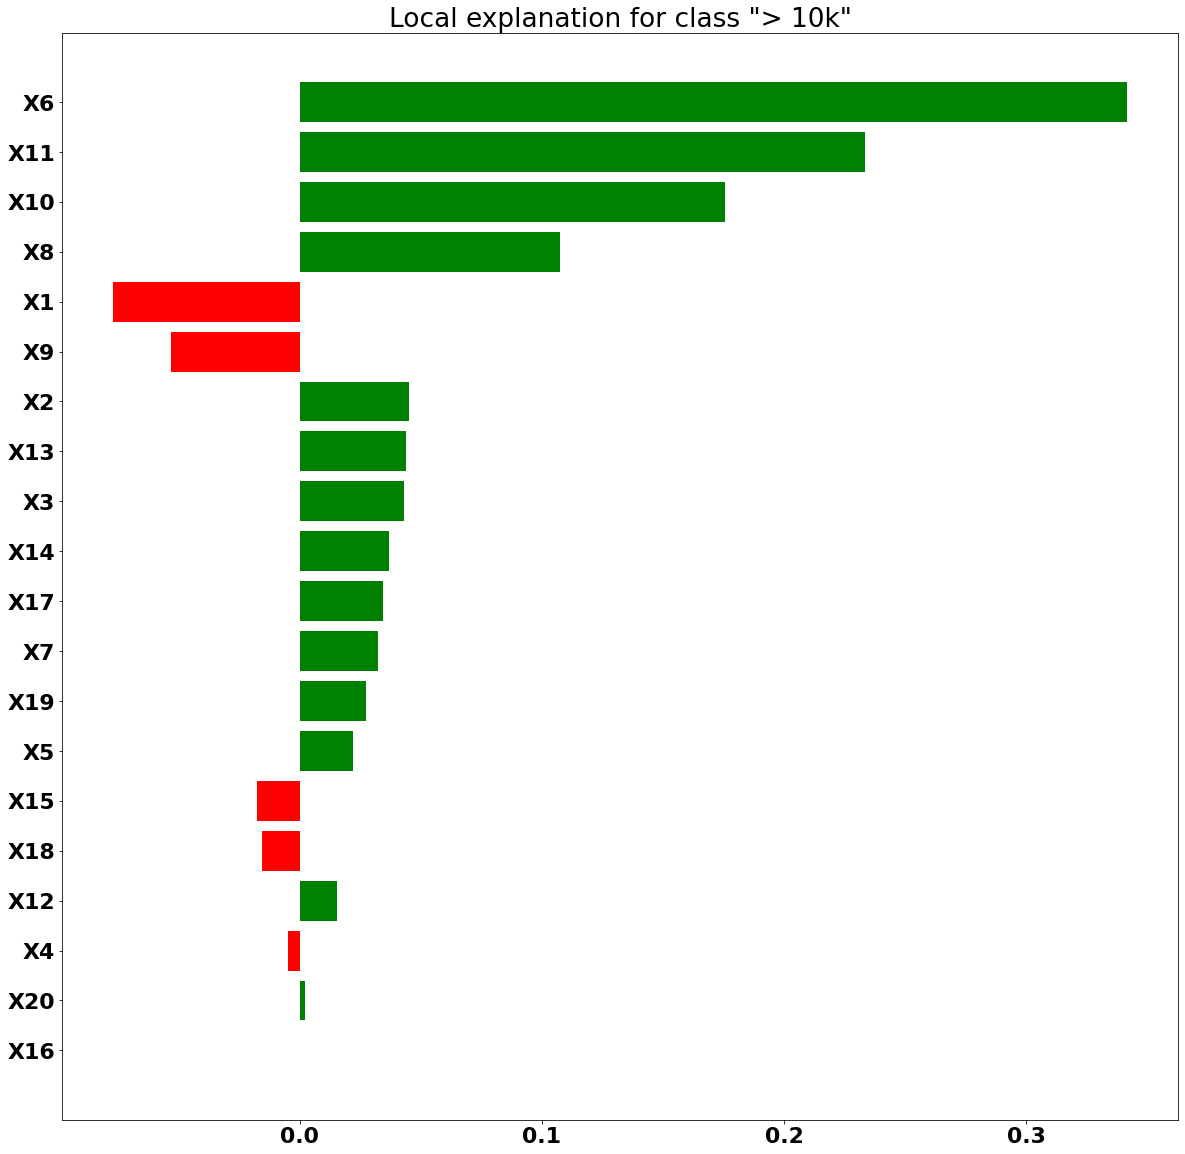 Local explanation for class "> 10k"
X6
X11
X10
X8
X1
X9
X2
X13
X3
X14
X17
X7
X19
X5
X15
X18
X12
X4
X20
X16
0.0 0.1 0.2 0.3